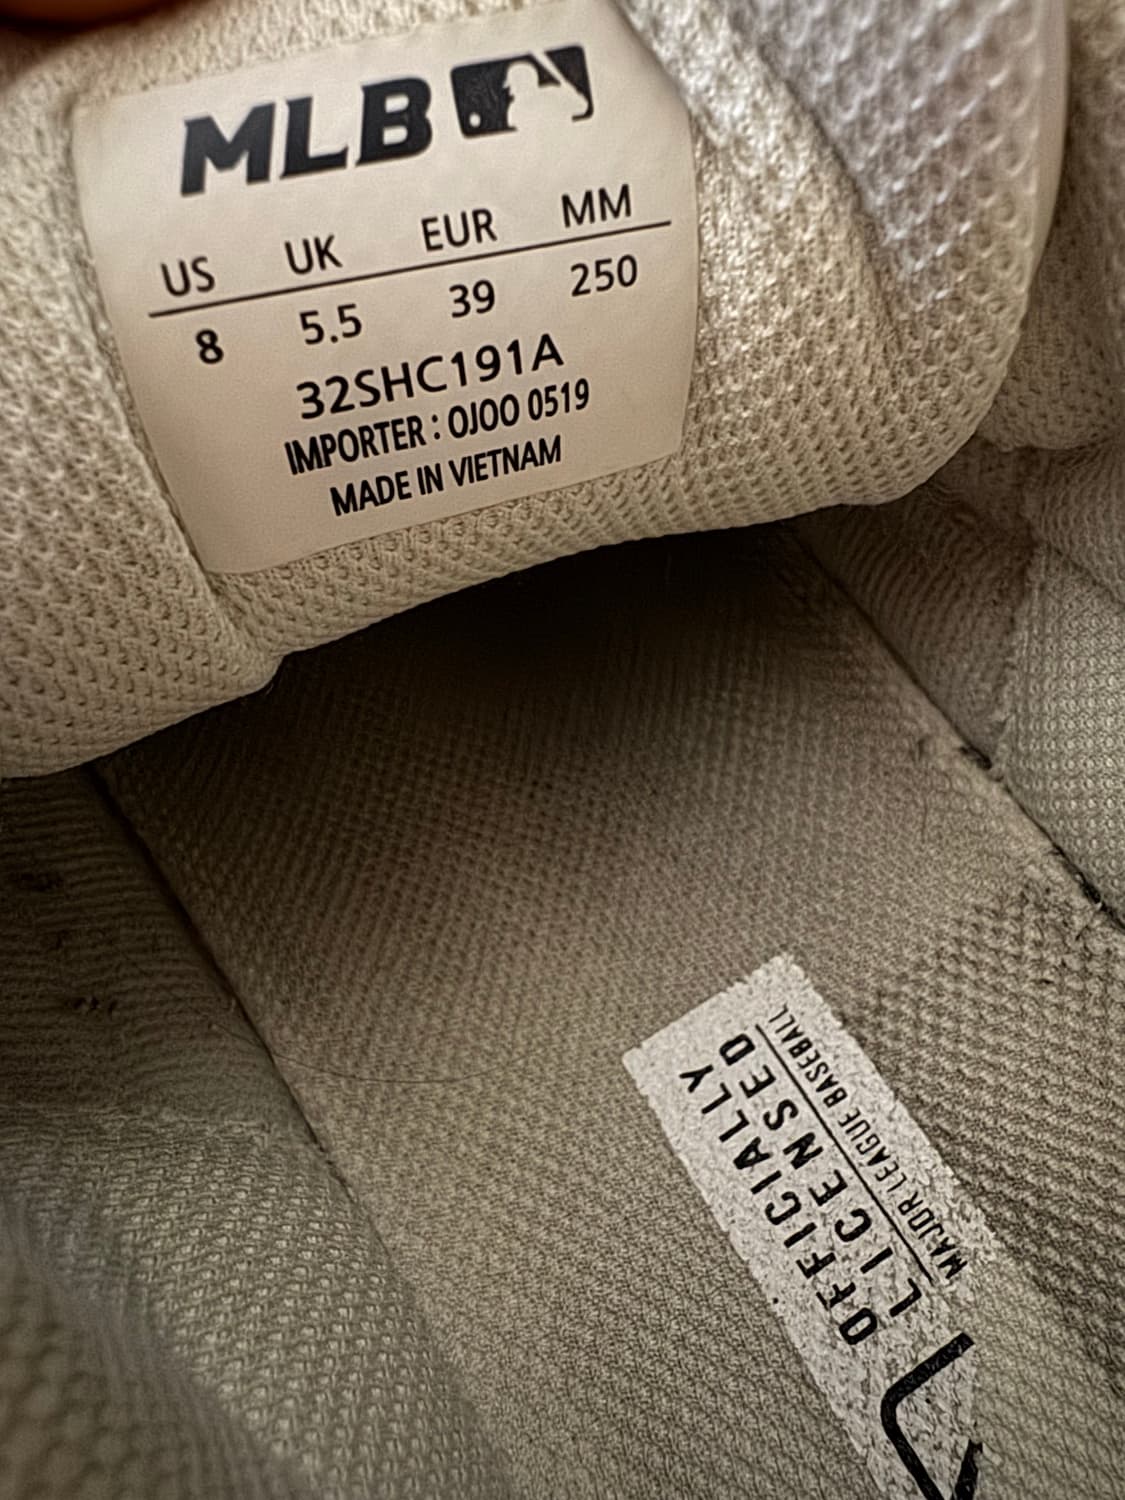 MLB
US UK EUR MM
8 5.5 39 250
32SHC191A
IMPORTER : OJOO 0519
MADE IN VIETNAM
OFFICIALLY
LICENSED
MAJOR LEAGUE BASEBALL